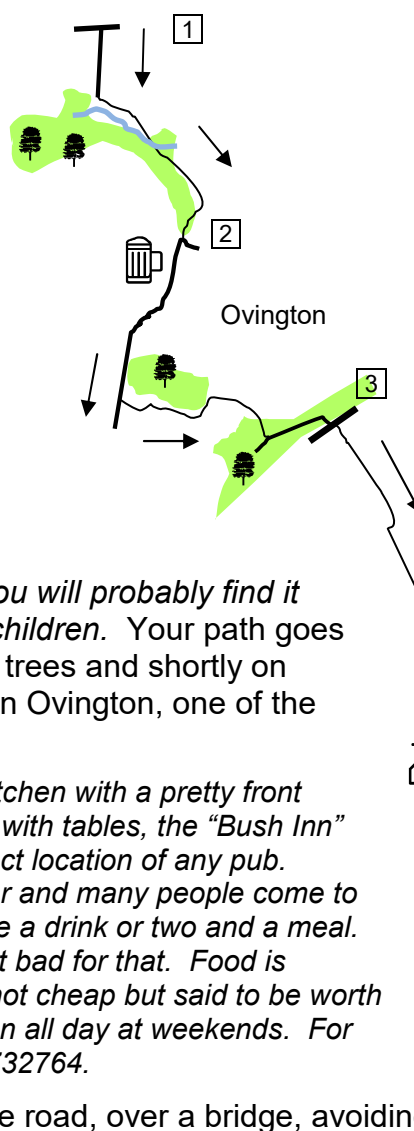 1
2
Ovington
3
ou will probably find it
children. Your path goes
trees and shortly on
n Ovington, one of the
tchen with a pretty front
with tables, the “Bush Inn”
ct location of any pub.
r and many people come to
e a drink or two and a meal.
t bad for that. Food is
not cheap but said to be worth
n all day at weekends. For
732764.
e road, over a bridge, avoiding